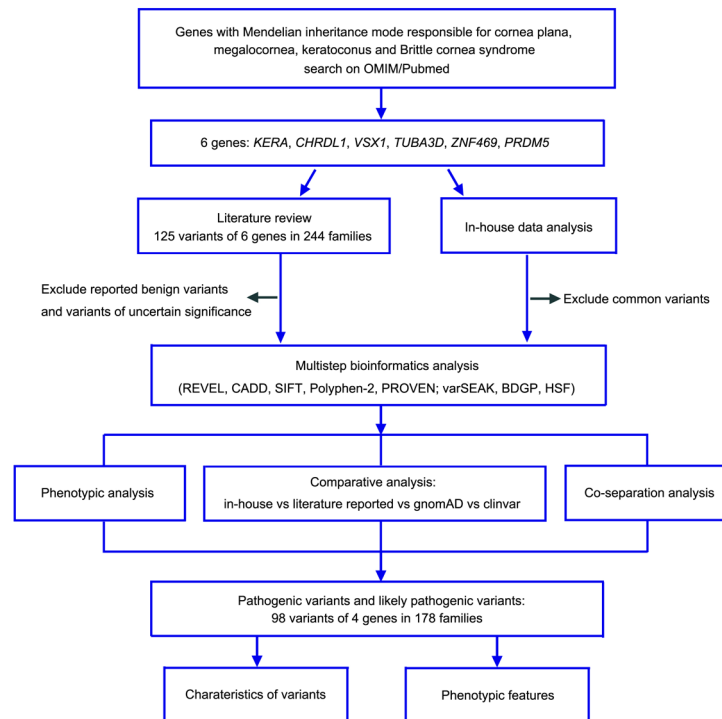 Genes with Mendelian inheritance mode responsible for cornea plana,
megalocornea, keratoconus and Brittle cornea syndrome
search on OMIM/Pubmed
6 genes: KERA, CHRDL1, VSX1, TUBA3D, ZNF469, PRDM5
Literature review
125 variants of 6 genes in 244 families
In-house data analysis
Exclude reported benign variants
and variants of uncertain significance
Exclude common variants
Multistep bioinformatics analysis
(REVEL, CADD, SIFT, Polyphen-2, PROVEN; varSEAK, BDGP, HSF)
Phenotypic analysis
Comparative analysis:
in-house vs literature reported vs gnomAD vs clinvar
Co-separation analysis
Pathogenic variants and likely pathogenic variants:
98 variants of 4 genes in 178 families
Charateristics of variants
Phenotypic features